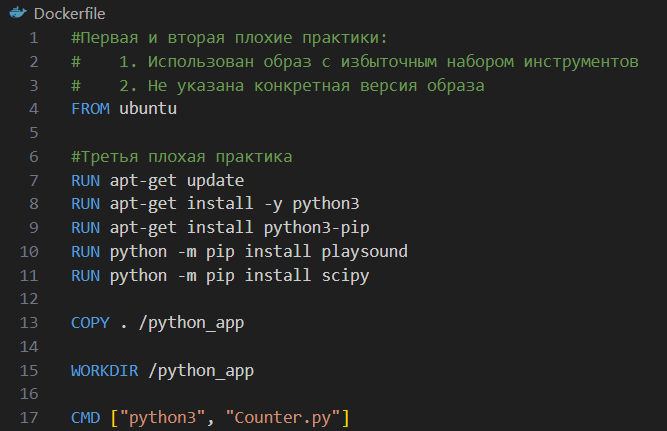 Dockerfile
1 #Первая и вторая плохие практики:
2 #    1. Использован образ с избыточным набором инструментов
3 #    2. Не указана конкретная версия образа
4 FROM ubuntu
5
6 #Третья плохая практика
7 RUN apt-get update
8 RUN apt-get install -y python3
9 RUN apt-get install python3-pip
10 RUN python -m pip install playsound
11 RUN python -m pip install scipy
12
13 COPY . /python_app
14
15 WORKDIR /python_app
16
17 CMD ["python3", "Counter.py"]